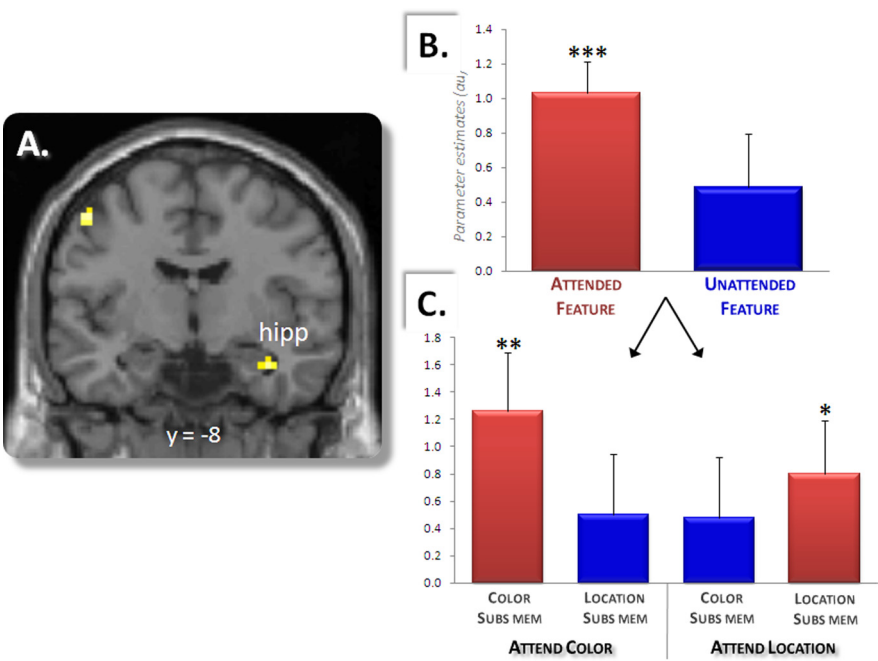 A.
hipp
y = -8
B.
Parameter estimates (au)
1.4
1.2
1.0
0.8
0.6
0.4
0.2
0.0
***
ATTENDED
FEATURE
UNATTENDED
FEATURE
C.
1.8
1.6
1.4
1.2
1.0
0.8
0.6
0.4
0.2
0.0
**
*
COLOR
SUBS MEM
LOCATION
SUBS MEM
COLOR
SUBS MEM
LOCATION
SUBS MEM
ATTEND COLOR
ATTEND LOCATION